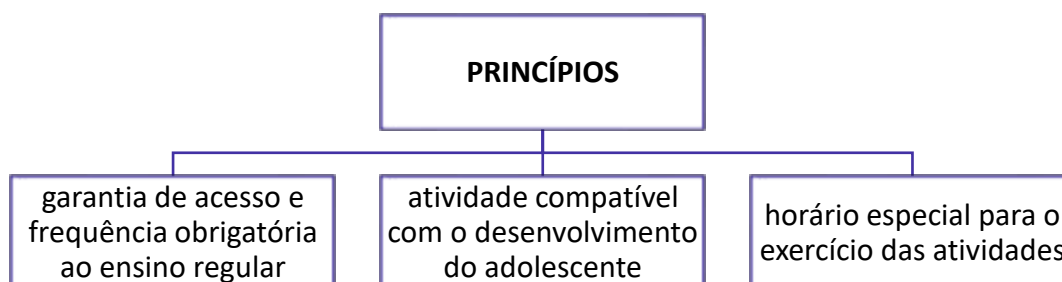 PRINCÍPIOS
garantia de acesso e
frequência obrigatória
ao ensino regular
atividade compatível
com o desenvolvimento
do adolescente
horário especial para o
exercício das atividades